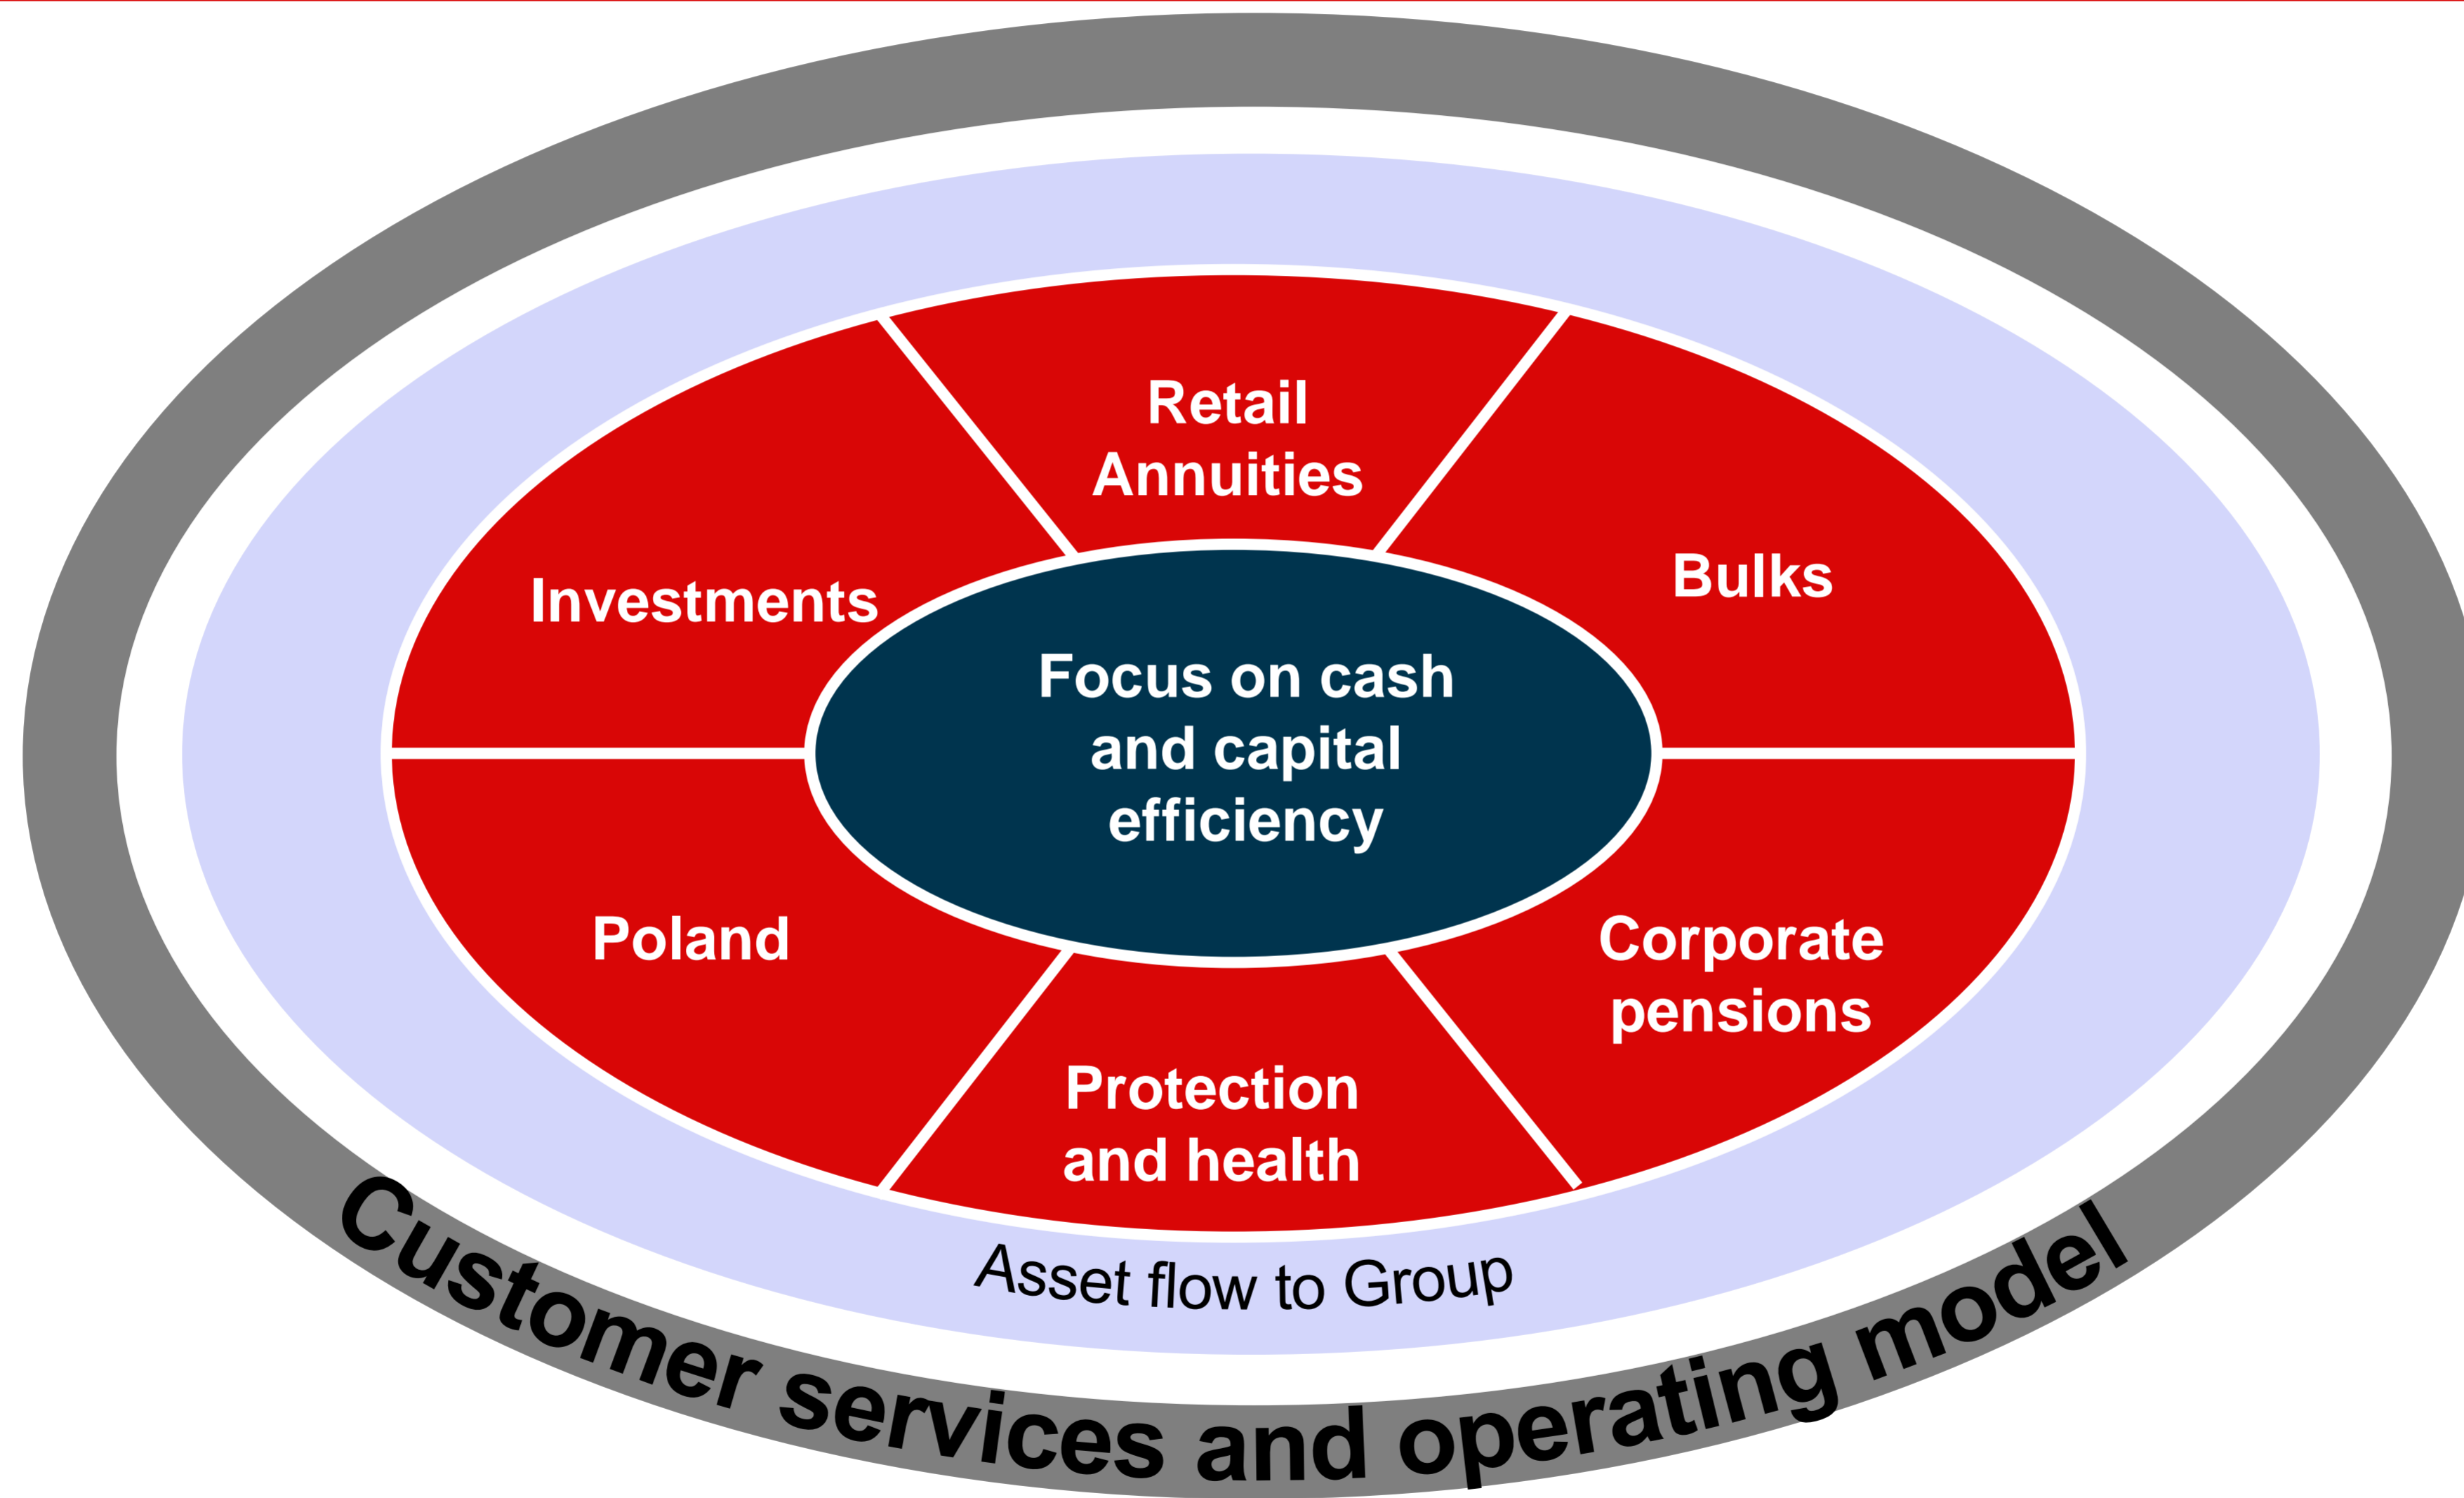 Retail
Annuities
Bulks
Investments
Focus on cash
and capital
efficiency
Poland
Corporate
pensions
Protection
and health
Asset flow to Group
Customer services and operating model